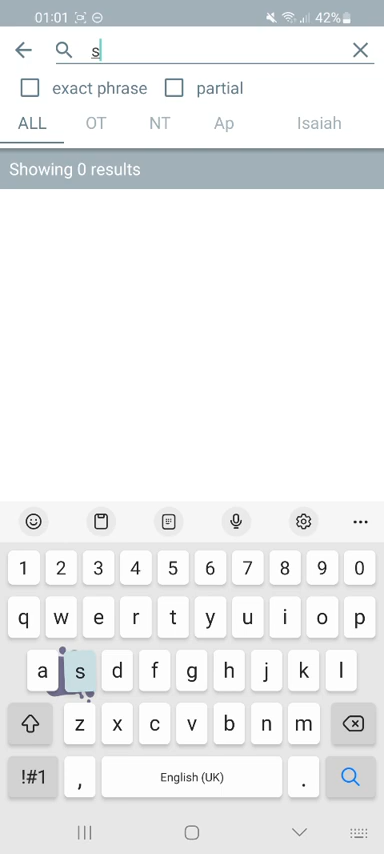 01:01 42%
s
exact phrase partial
ALL OT NT Ap Isaiah
Showing 0 results
1 2 3 4 5 6 7 8 9 0
q w e r t y u i o p
a s d f g h j k l
z x c v b n m
!#1 , English (UK) .